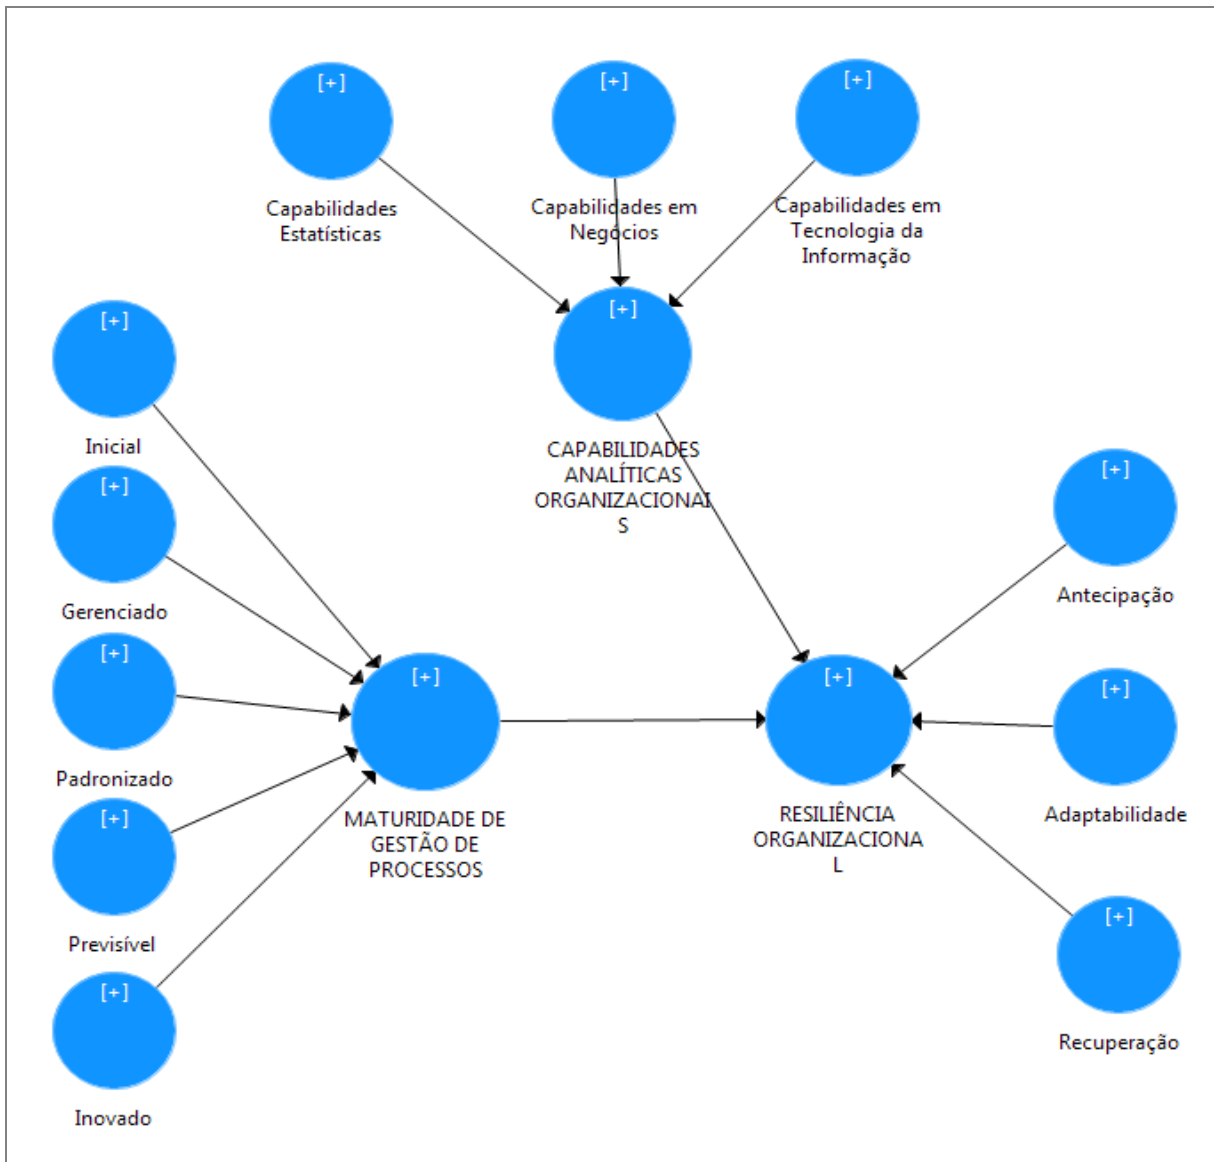 [+]
Capabilidades
Estatísticas
[+]
Capabilidades em
Negócios
[+]
Capabilidades em
Tecnologia da
Informação
[+]
CAPABILIDADES
ANALÍTICAS
ORGANIZACIONAI
S
[+]
Inicial
[+]
Gerenciado
[+]
Padronizado
[+]
Previsível
[+]
Inovado
[+]
MATURIDADE DE
GESTÃO DE
PROCESSOS
[+]
RESILIÊNCIA
ORGANIZACIONA
L
[+]
Antecipação
[+]
Adaptabilidade
[+]
Recuperação